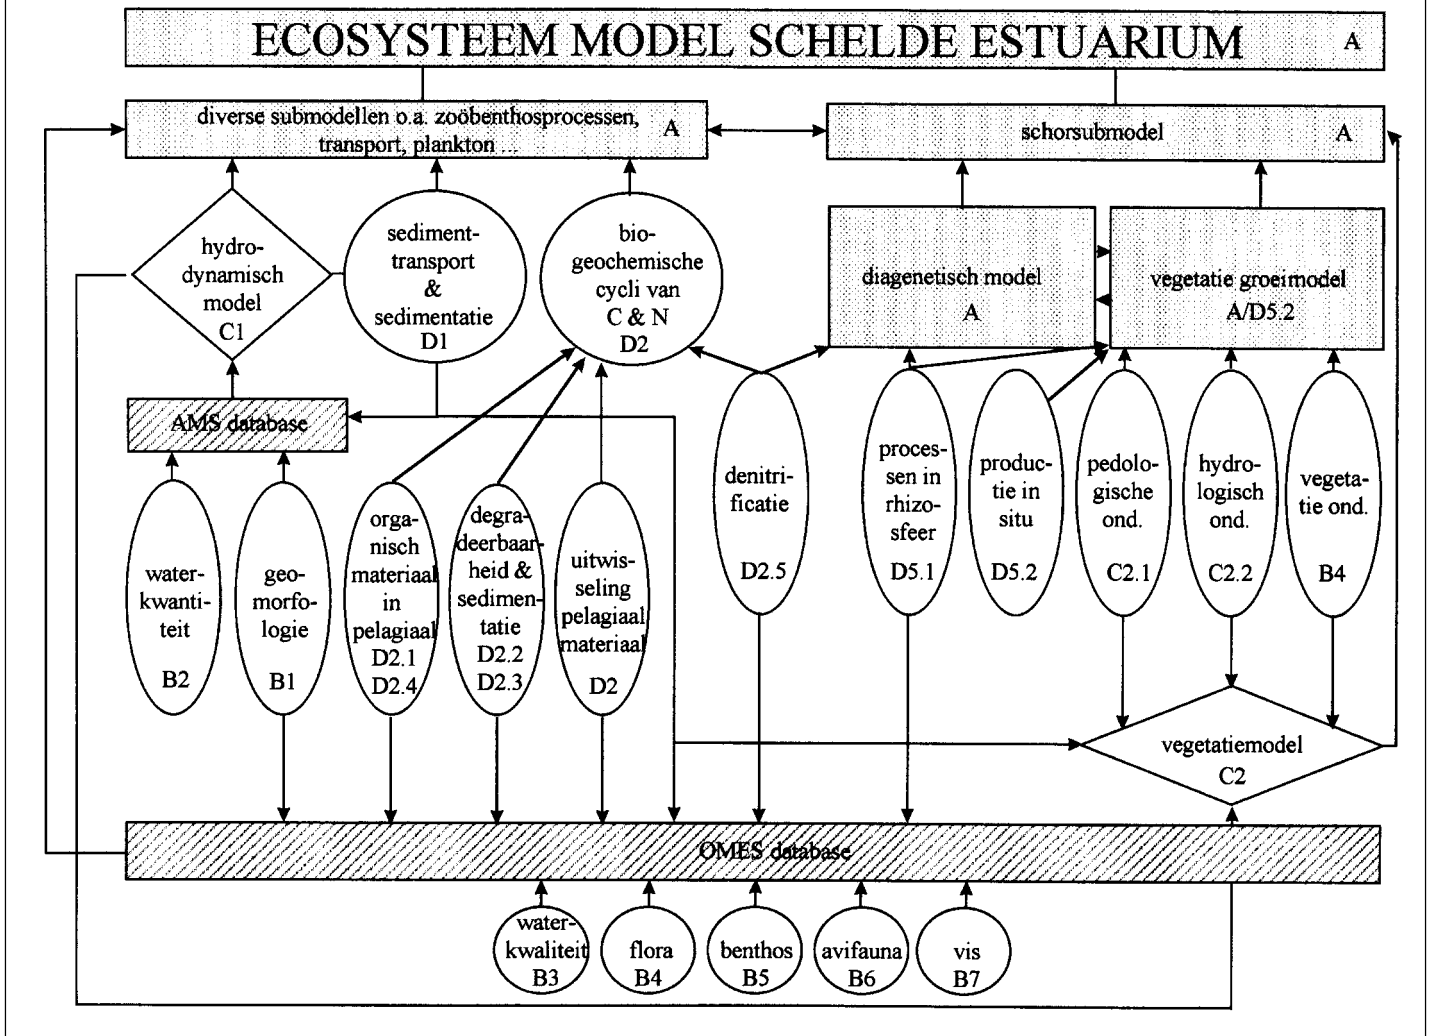 ECOSYSTEEM MODEL SCHELDE ESTUARIUM
A
diverse submodellen o.a. zoöbenthosprocessen,
transport, plankton ...
A
schorsubmodel
A
hydro-
dynamisch
model
C1
sediment-
transport
&
sedimentatie
D1
bio-
geochemische
cycli van
C & N
D2
diagenetisch model
A
vegetatie groeimodel
A/D5.2
AMS database
water-
kwanti-
teit
B2
geo-
morfo-
logie
B1
orga-
nisch
materiaal
in
pelagiaal
D2.1
D2.4
degra-
deerbaar-
heid &
sedimen-
tatie
D2.2
D2.3
uitwis-
seling
pelagiaal
materiaal
D2
denitri-
ficatie
D2.5
proces-
sen in
rhizo-
sfeer
D5.1
produc-
tie in
situ
D5.2
pedolo-
gische
ond.
C2.1
hydro-
logisch
ond.
C2.2
vegeta-
tie ond.
B4
vegetatiemodel
C2
OMES database
water-
kwaliteit
B3
flora
B4
benthos
B5
avifauna
B6
vis
B7